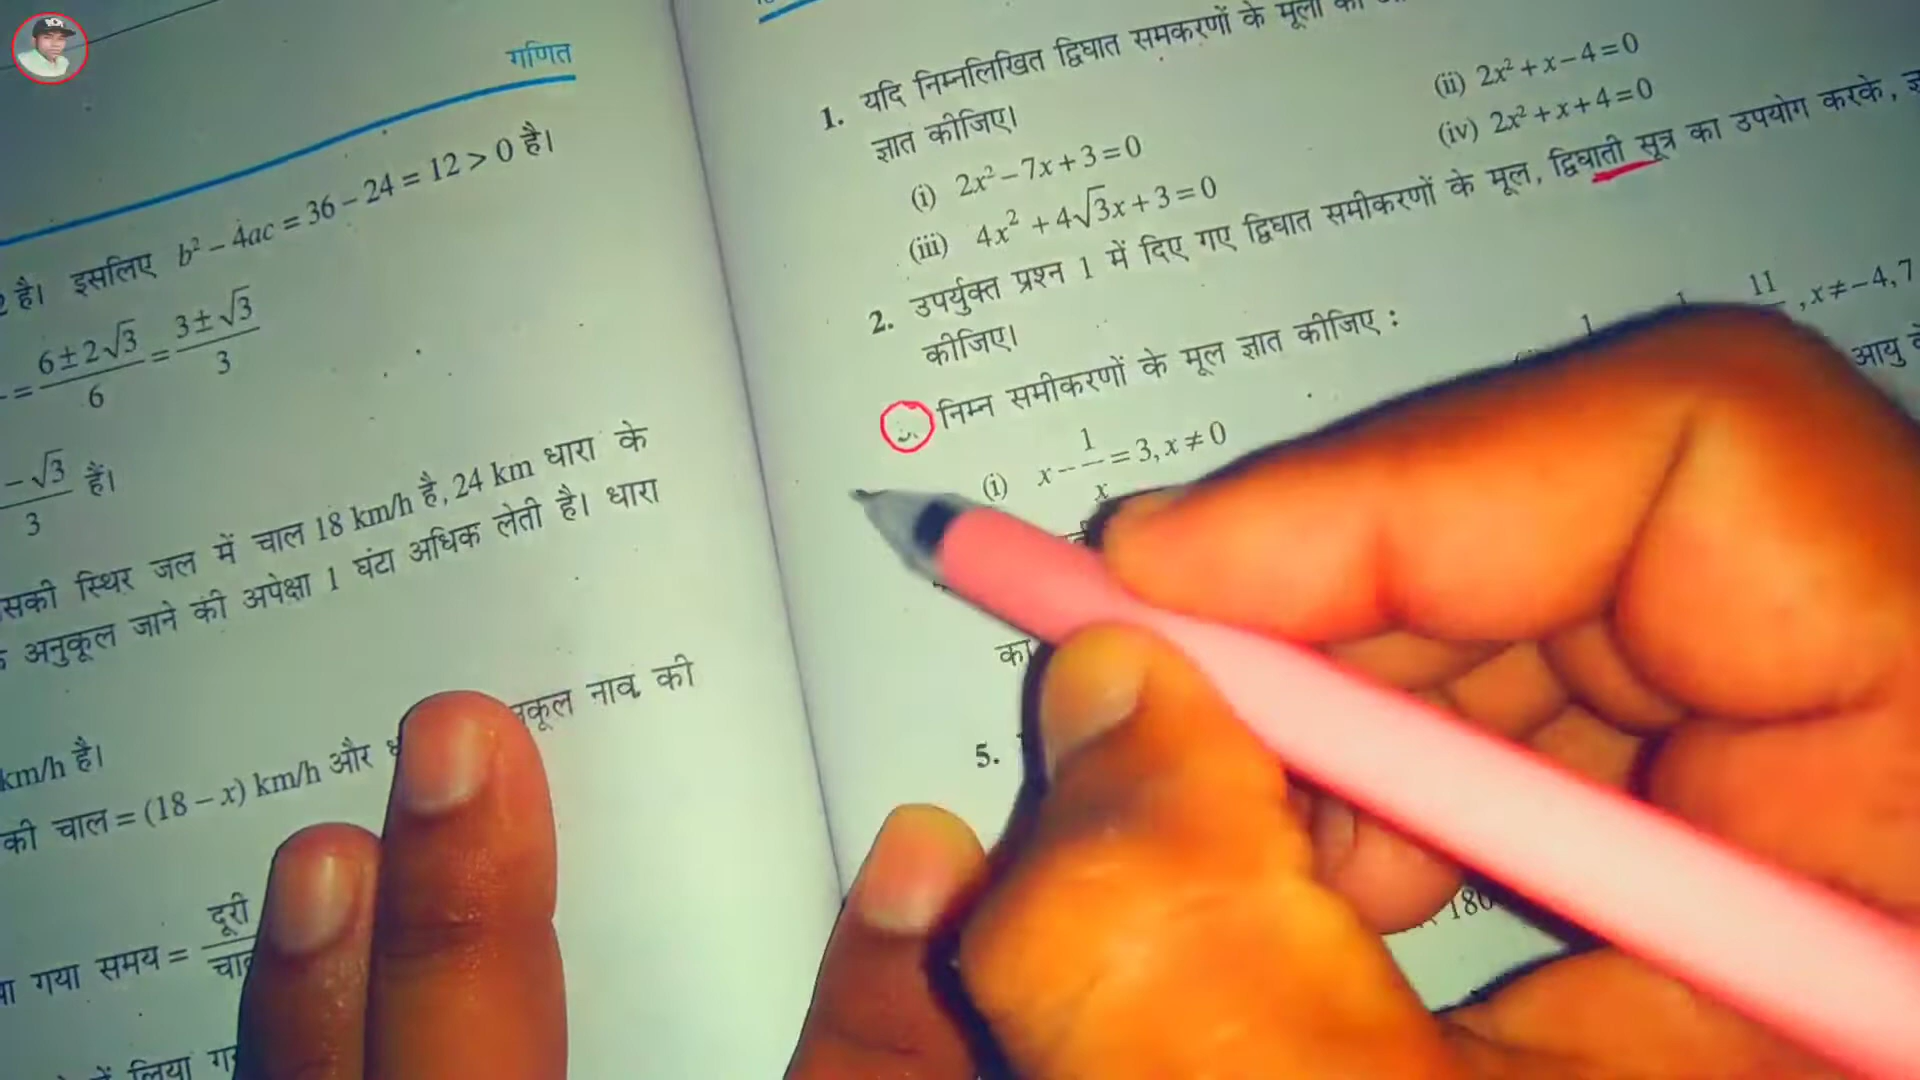 गणित
2 है। इसलिए b² – 4ac = 36 – 24 = 12 > 0 है।
= (6 ± 2√3)/6 = (3 ± √3)/3
– √3/3 हैं।
सकी स्थिर जल में चाल 18 km/h है, 24 km धारा के
अनुकूल जाने की अपेक्षा 1 घंटा अधिक लेती है। धारा
km/h है।
नुकूल नाव की
की चाल = (18 – x) km/h और
गया समय = दूरी
लिया
1. यदि निम्नलिखित द्विघात समकरणों के मूलों का
ज्ञात कीजिए।
(i) 2x² – 7x + 3 = 0
(ii) 2x² + x – 4 = 0
(iii) 4x² + 4√3x + 3 = 0
(iv) 2x² + x + 4 = 0
2. उपर्युक्त प्रश्न 1 में दिए गए द्विघात समीकरणों के मूल, द्विघाती सूत्र का उपयोग करके,
कीजिए।
निम्न समीकरणों के मूल ज्ञात कीजिए :
(i) x – 1/x = 3, x ≠ 0
11
, x ≠ – 4, 7
आयु
का
5.
180